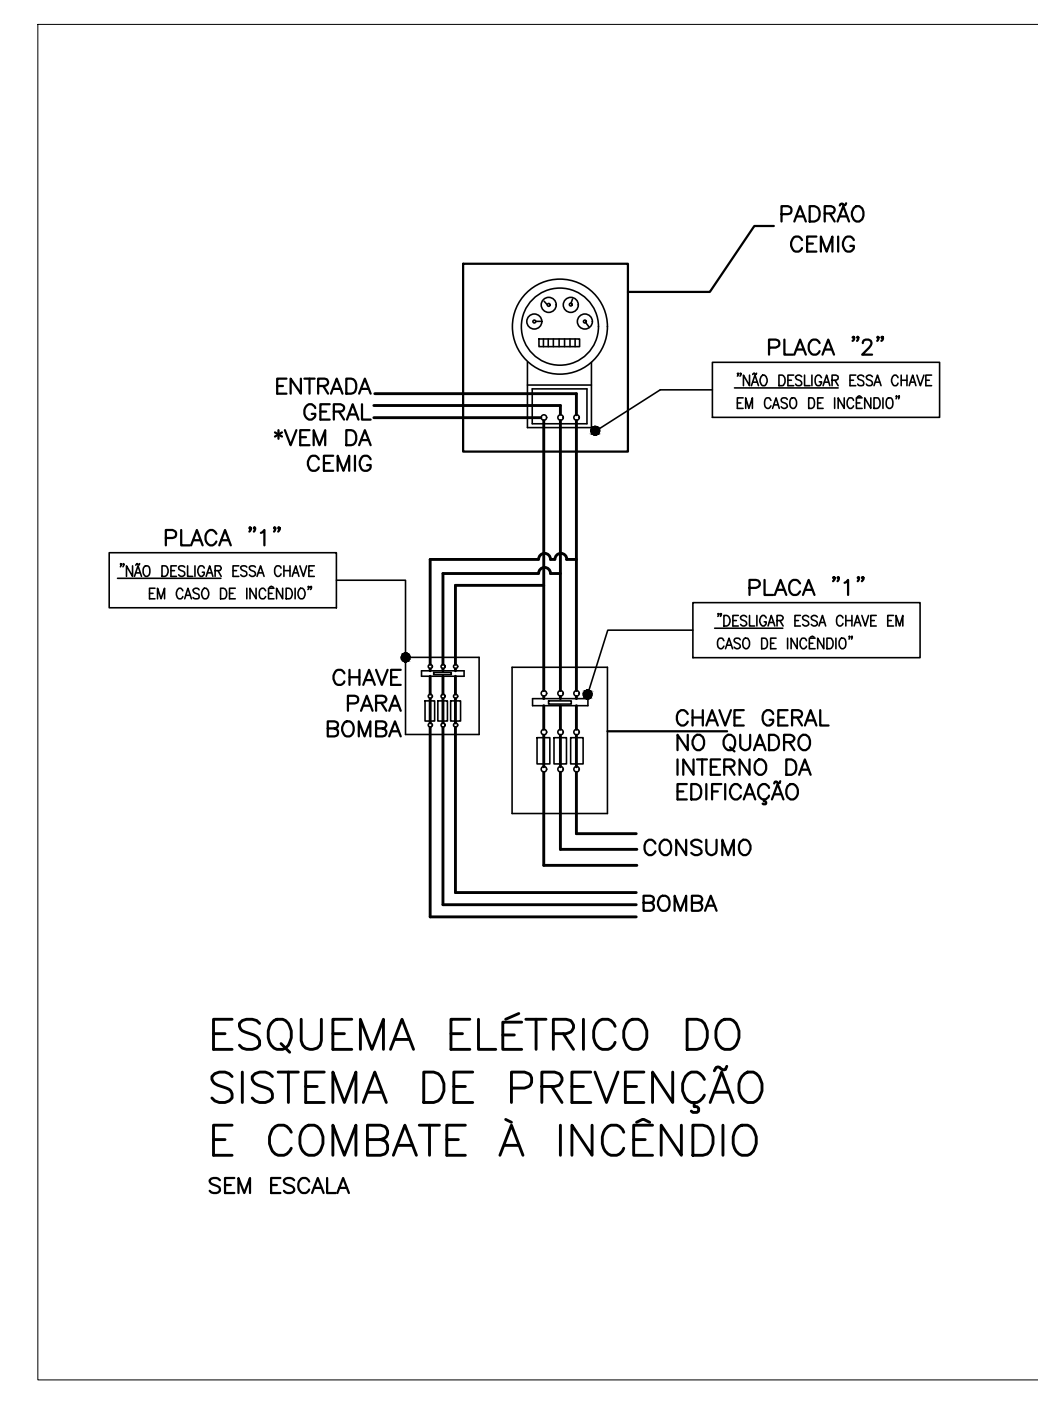 PADRÃO
CEMIG
PLACA "2"
"NÃO DESLIGAR ESSA CHAVE
EM CASO DE INCÊNDIO"
ENTRADA
GERAL
*VEM DA
CEMIG
PLACA "1"
"NÃO DESLIGAR ESSA CHAVE
EM CASO DE INCÊNDIO"
PLACA "1"
"DESLIGAR ESSA CHAVE EM
CASO DE INCÊNDIO"
CHAVE
PARA
BOMBA
CHAVE GERAL
NO QUADRO
INTERNO DA
EDIFICAÇÃO
CONSUMO
BOMBA
ESQUEMA ELÉTRICO DO
SISTEMA DE PREVENÇÃO
E COMBATE À INCÊNDIO
SEM ESCALA